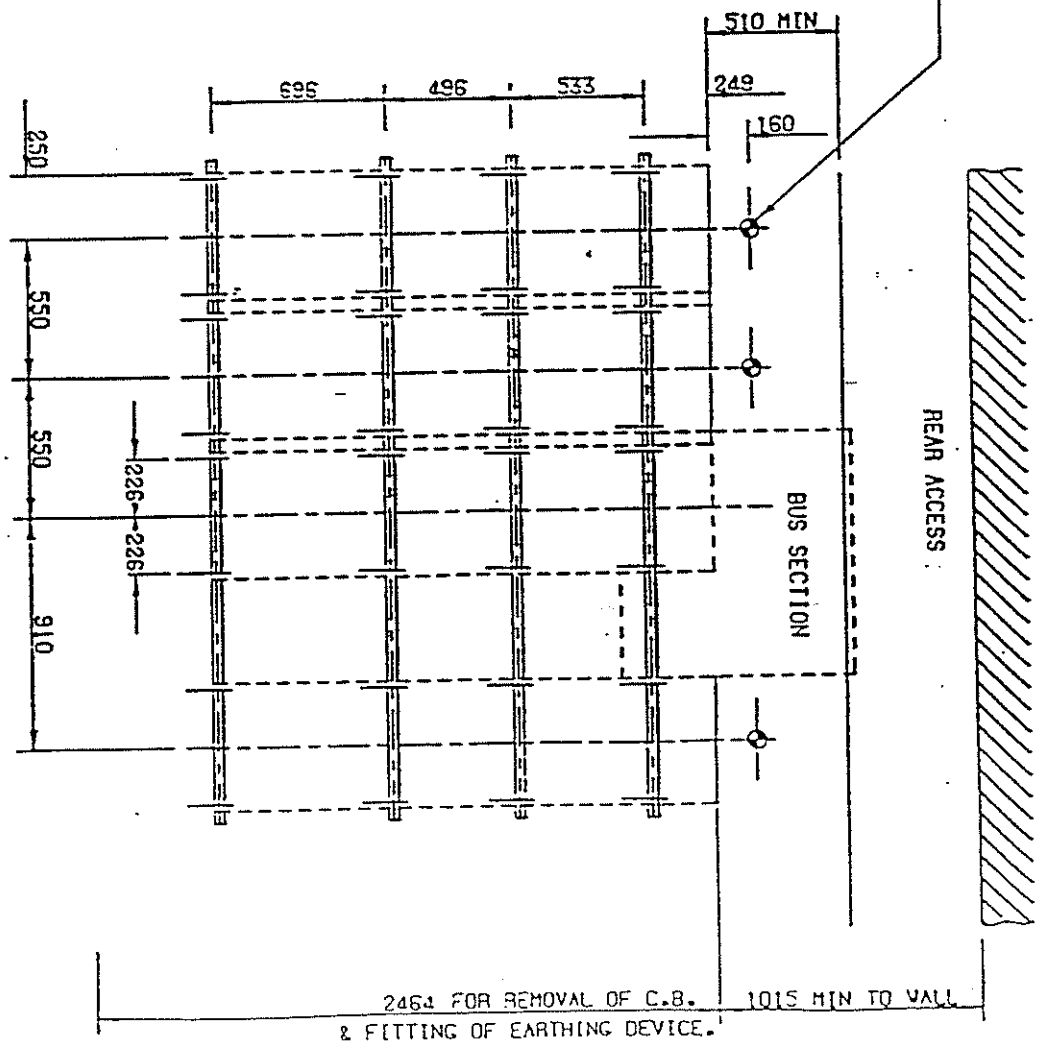 510 MIN
696
496
533
249
160
250
550
550
226
226
910
REAR ACCESS
BUS SECTION
2464 FOR REMOVAL OF C.B.
& FITTING OF EARTHING DEVICE.
1015 MIN TO WALL